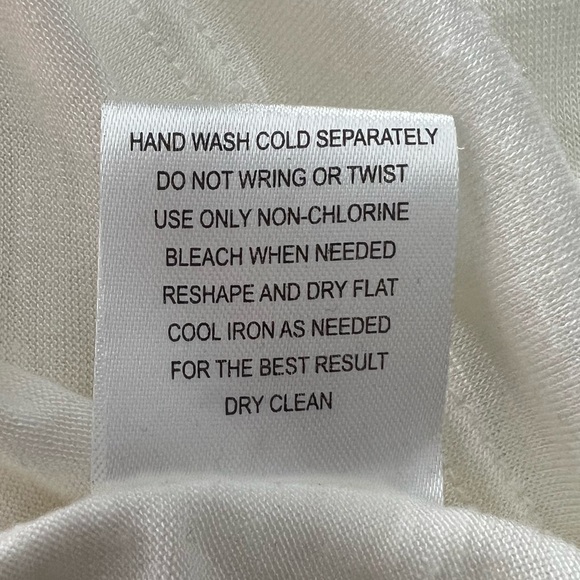 HAND WASH COLD SEPARATELY
DO NOT WRING OR TWIST
USE ONLY NON-CHLORINE
BLEACH WHEN NEEDED
RESHAPE AND DRY FLAT
COOL IRON AS NEEDED
FOR THE BEST RESULT
DRY CLEAN